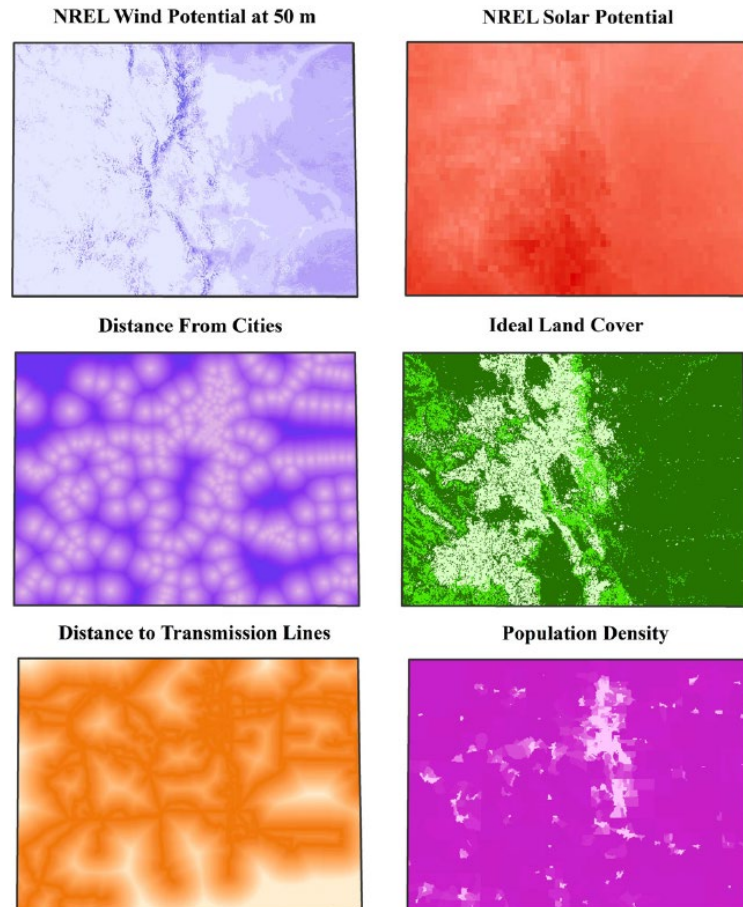 NREL Wind Potential at 50 m
NREL Solar Potential
Distance From Cities
Ideal Land Cover
Distance to Transmission Lines
Population Density